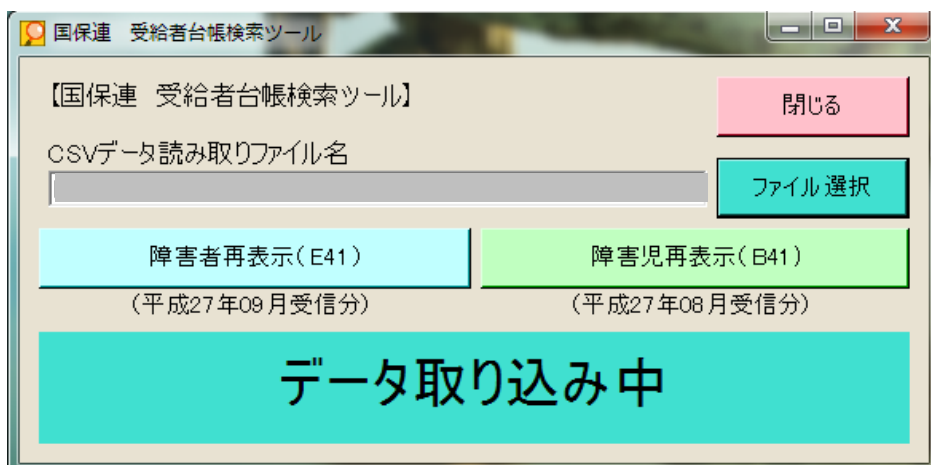 国保連　受給者台帳検索ツール
【国保連　受給者台帳検索ツール】
閉じる
CSVデータ読み取りファイル名
ファイル選択
障害者再表示(E41)
障害児再表示(B41)
(平成27年09月受信分)
(平成27年08月受信分)
データ取り込み中